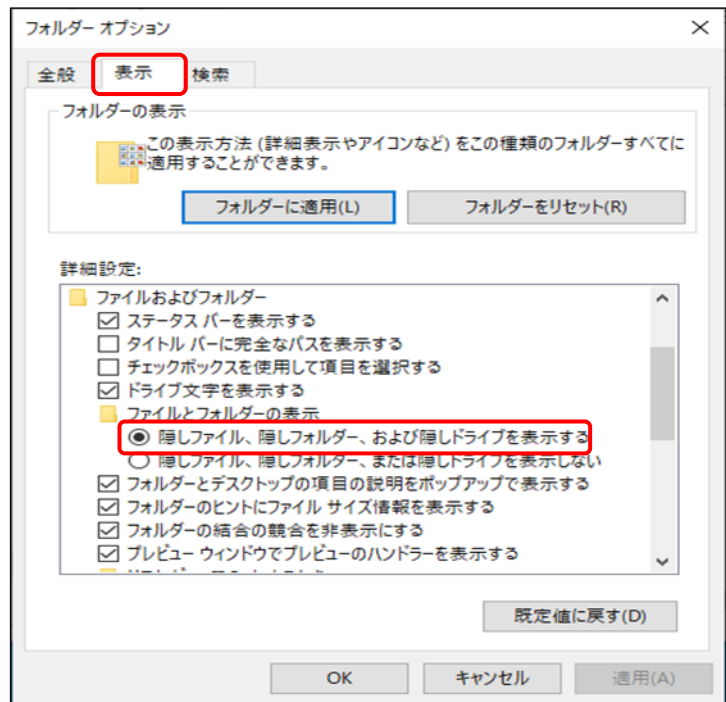 フォルダー オプション
全般
表示
検索
フォルダーの表示
この表示方法 (詳細表示やアイコンなど) をこの種類のフォルダーすべてに
適用することができます。
フォルダーに適用(L)
フォルダーをリセット(R)
詳細設定:
ファイルおよびフォルダー
ステータス バーを表示する
タイトル バーに完全なパスを表示する
チェックボックスを使用して項目を選択する
ドライブ文字を表示する
ファイルとフォルダーの表示
隠しファイル、隠しフォルダー、および隠しドライブを表示する
隠しファイル、隠しフォルダー、または隠しドライブを表示しない
フォルダーとデスクトップの項目の説明をポップアップで表示する
フォルダーのヒントにファイル サイズ情報を表示する
フォルダーの結合の競合を非表示にする
プレビュー ウィンドウでプレビューのハンドラーを表示する
既定値に戻す(D)
OK
キャンセル
適用(A)